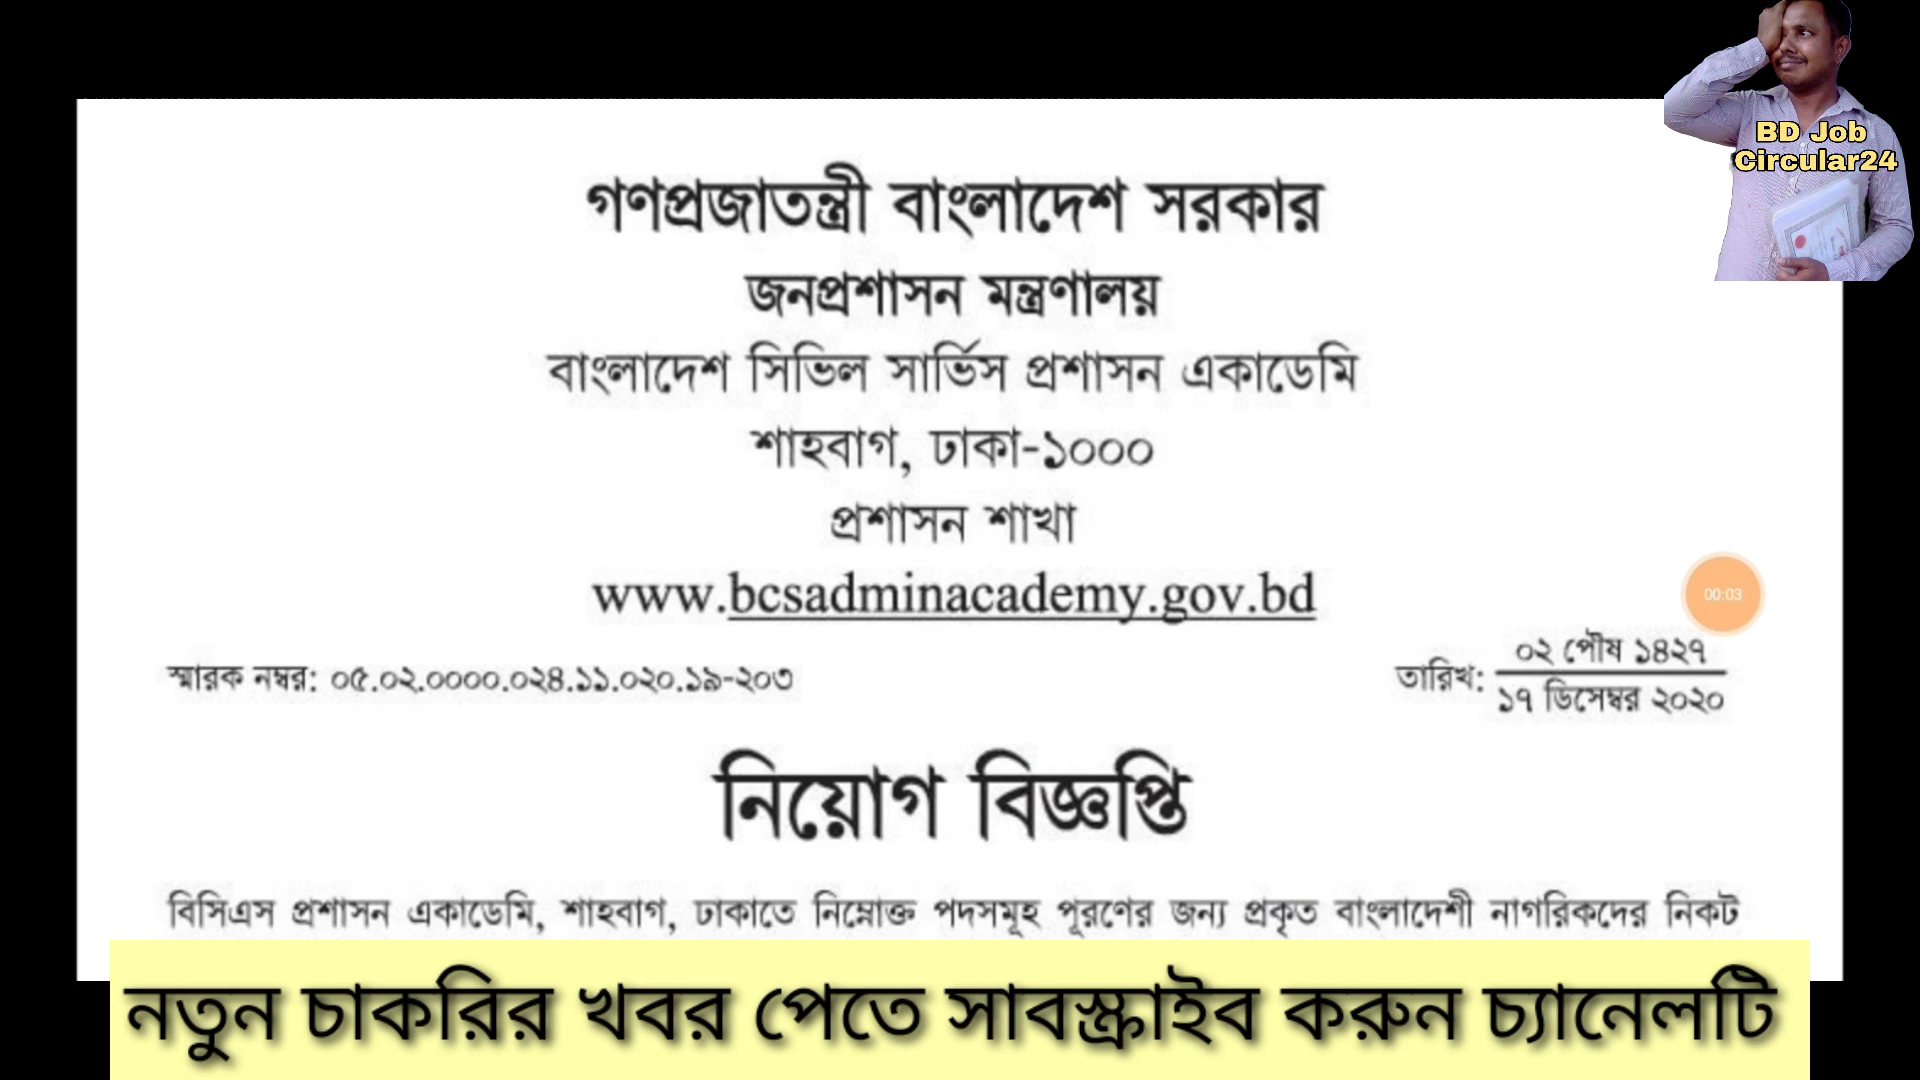 BD Job
Circular24
গণপ্রজাতন্ত্রী বাংলাদেশ সরকার
জনপ্রশাসন মন্ত্রণালয়
বাংলাদেশ সিভিল সার্ভিস প্রশাসন একাডেমি
শাহবাগ, ঢাকা-১০০০
প্রশাসন শাখা
www.bcsadminacademy.gov.bd
00:03
স্মারক নম্বর: ০৫.০২.০০০০.০২৪.১১.০২০.১৯-২০৩
তারিখ: ০২ পৌষ ১৪২৭
১৭ ডিসেম্বর ২০২০
নিয়োগ বিজ্ঞপ্তি
বিসিএস প্রশাসন একাডেমি, শাহবাগ, ঢাকাতে নিম্নোক্ত পদসমূহ পূরণের জন্য প্রকৃত বাংলাদেশী নাগরিকদের নিকট
নতুন চাকরির খবর পেতে সাবস্ক্রাইব করুন চ্যানেলটি